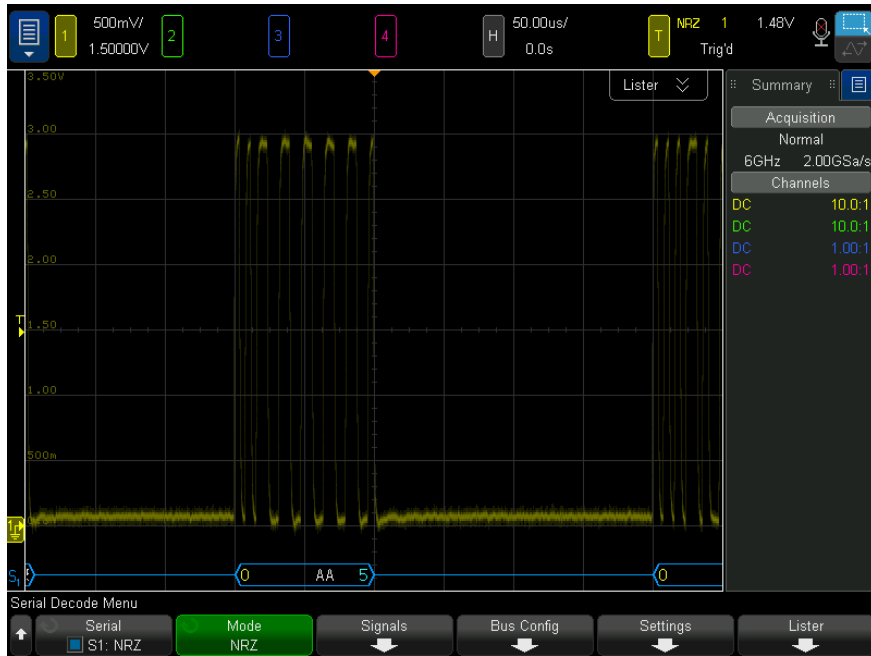 1 500mV/ 2 3 4 H 50.00us/ T NRZ 1 1.48V
1.50000V 0.0s Trig'd
3.50V
3.00
2.50
2.00
1.50
1.00
500m
T
1
Lister
Summary
Acquisition
Normal
6GHz 2.00GSa/s
Channels
DC 10.0:1
DC 10.0:1
DC 1.00:1
DC 1.00:1
S1 0 AA 5 0
Serial Decode Menu
Serial Mode Signals Bus Config Settings Lister
S1: NRZ NRZ